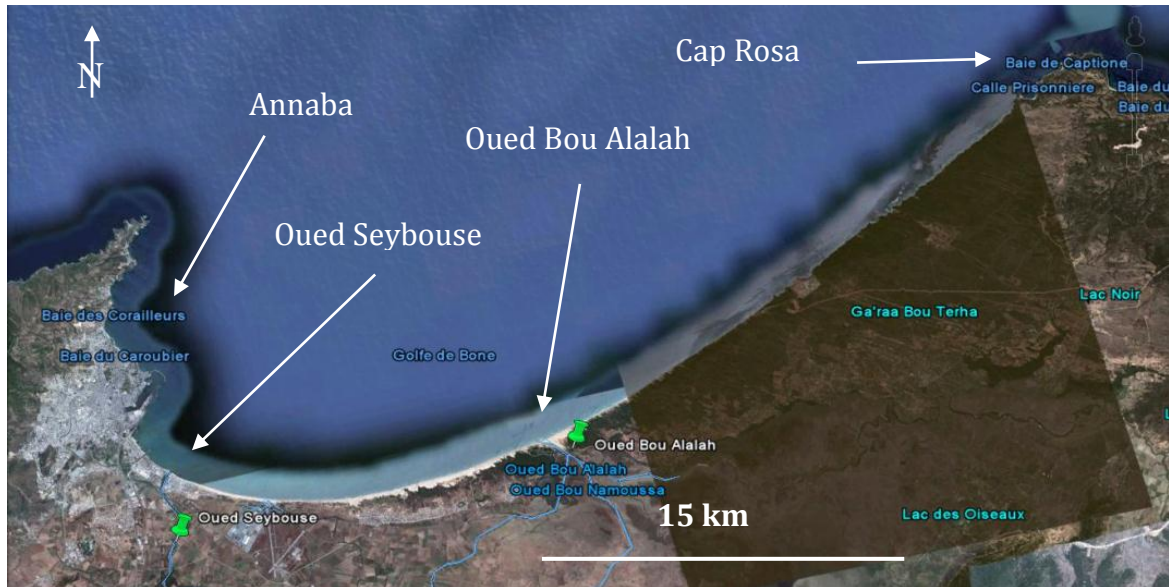 N
Cap Rosa
Baie de Captione
Calle Prisonniere
Baie du
Baie du
Annaba
Oued Bou Alalah
Oued Seybouse
Baie des Corailleurs
Lac Noir
Ga'raa Bou Terha
Baie du Caroubier
Golfe de Bone
Oued Bou Alalah
Oued Bou Alalah
Oued Bou Namoussa
Oued Seybouse
15 km
Lac des Oiseaux